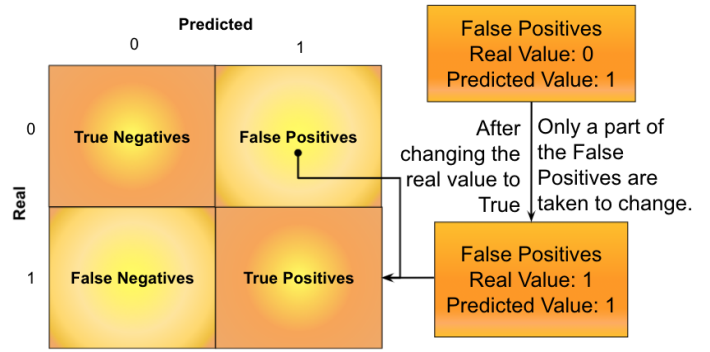 Predicted
0
1
0
True Negatives
False Positives
Real
1
False Negatives
True Positives
False Positives
Real Value: 0
Predicted Value: 1
After
changing the
real value to
True
Only a part of
the False
Positives are
taken to change.
False Positives
Real Value: 1
Predicted Value: 1